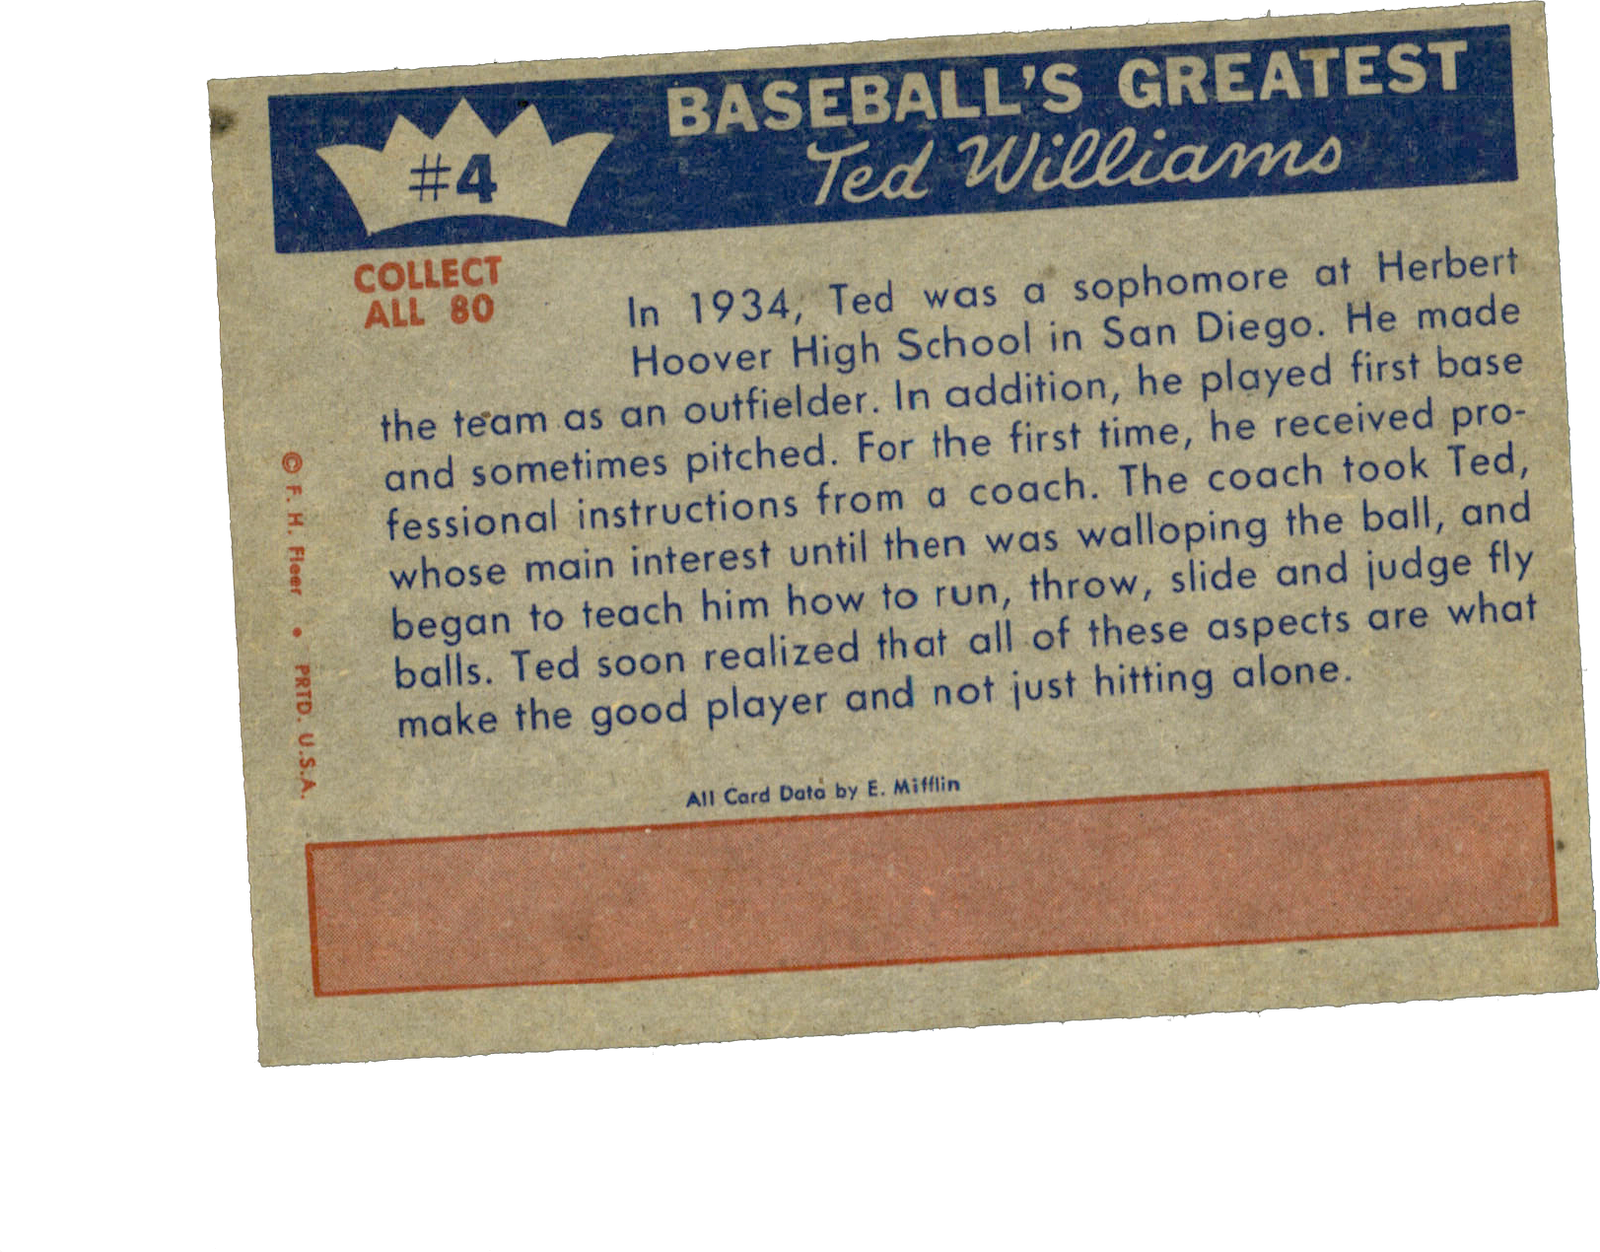 BASEBALL'S GREATEST
Ted Williams
#4
COLLECT
ALL 80
In 1934, Ted was a sophomore at Herbert
Hoover High School in San Diego. He made
the team as an outfielder. In addition, he played first base
and sometimes pitched. For the first time, he received pro-
fessional instructions from a coach. The coach took Ted,
whose main interest until then was walloping the ball, and
began to teach him how to run, throw, slide and judge fly
balls. Ted soon realized that all of these aspects are what
make the good player and not just hitting alone.
© F. H. Fleer • PRTD. U.S.A.
All Card Data by E. Mifflin